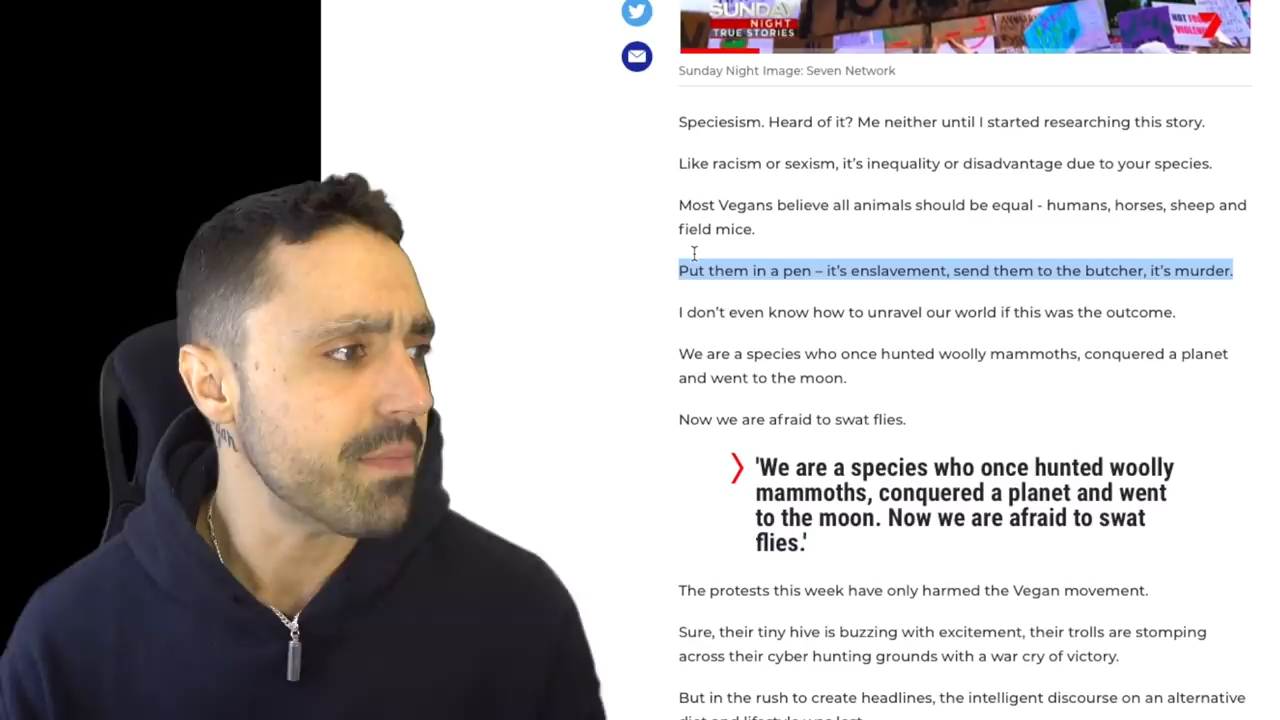 SUNDAY
NIGHT
TRUE STORIES
7
Sunday Night Image: Seven Network
Speciesism. Heard of it? Me neither until I started researching this story.
Like racism or sexism, it’s inequality or disadvantage due to your species.
Most Vegans believe all animals should be equal - humans, horses, sheep and
field mice.
Put them in a pen – it’s enslavement, send them to the butcher, it’s murder.
I don’t even know how to unravel our world if this was the outcome.
We are a species who once hunted woolly mammoths, conquered a planet
and went to the moon.
Now we are afraid to swat flies.
'We are a species who once hunted woolly
mammoths, conquered a planet and went
to the moon. Now we are afraid to swat
flies.'
The protests this week have only harmed the Vegan movement.
Sure, their tiny hive is buzzing with excitement, their trolls are stomping
across their cyber hunting grounds with a war cry of victory.
But in the rush to create headlines, the intelligent discourse on an alternative
diet and lifestyle was lost.